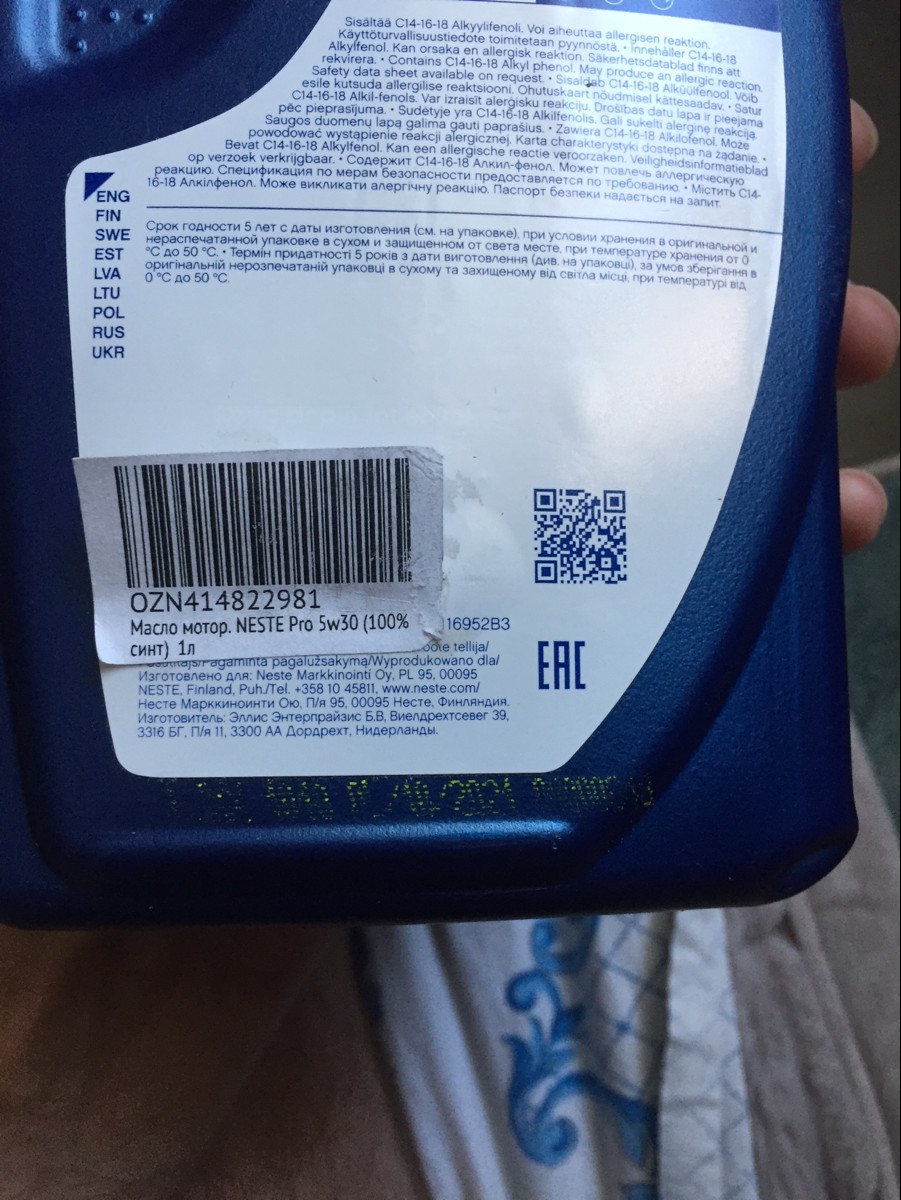 Sisältää C14-16-18 Alkyylifenoli. Voi aiheuttaa allergisen reaktion.
Käyttöturvallisuustiedote toimitetaan pyynnöstä. • Innehåller C14-16-18
Alkylfenol. Kan orsaka en allergisk reaktion. Säkerhetsdatablad finns att
rekvirera. • Contains C14-16-18 Alkyl phenol. May produce an allergic reaction.
Safety data sheet available on request. • Sisaldab C14-16-18 Alküülfenool. Võib
esile kutsuda allergilise reaktsiooni. Ohutuskaart nõudmisel kättesaadav. • Satur
C14-16-18 Alkil-fenols. Var izraisīt alerģisku reakciju. Drošības datu lapa ir pieejama
pēc pieprasījuma. • Sudėtyje yra C14-16-18 Alkilfenolis. Gali sukelti alerginę reakciją.
Saugos duomenų lapą galima gauti paprašius. • Zawiera C14-16-18 Alkilofenol. Może
powodować wystąpienie reakcji alergicznej. Karta charakterystyki dostępna na żądanie. •
Bevat C14-16-18 Alkylfenol. Kan een allergische reactie veroorzaken. Veiligheidsinformatieblad
op verzoek verkrijgbaar. • Содержит C14-16-18 Алкил-фенол. Может повлечь аллергическую
реакцию. Спецификация по мерам безопасности предоставляется по требованию. • Містить C14-
16-18 Алкілфенол. Може викликати алергічну реакцію. Паспорт безпеки надається на запит.
ENG
FIN
SWE
EST
LVA
LTU
POL
RUS
UKR
Срок годности 5 лет с даты изготовления (см. на упаковке), при условии хранения в оригинальной и
нераспечатанной упаковке в сухом и защищенном от света месте, при температуре хранения от 0
°C до 50 °C. • Термін придатності 5 років з дати виготовлення (див. на упаковці), за умов зберігання в
оригінальній нерозпечатаній упаковці в сухому та захищеному від світла місці, при температурі від
0 °C до 50 °C.
OZN414822981
Масло мотор. NESTE Pro 5w30 (100%
синт) 1л
16952B3
tellija/
pagal užsakymą/Wyprodukowano dla/
Изготовлено для: Neste Markkinointi Oy, PL 95, 00095
NESTE, Finland, Puh./Tel. +358 10 45811, www.neste.com/
Несте Марккиноинти Ою, П/я 95, 00095 Несте, Финляндия.
Изготовитель: Эллис Энтерпрайзис Б.В, Виелдрехтсевег 39,
3316 БГ, П/я 11, 3300 АА Дордрехт, Нидерланды.
EAC